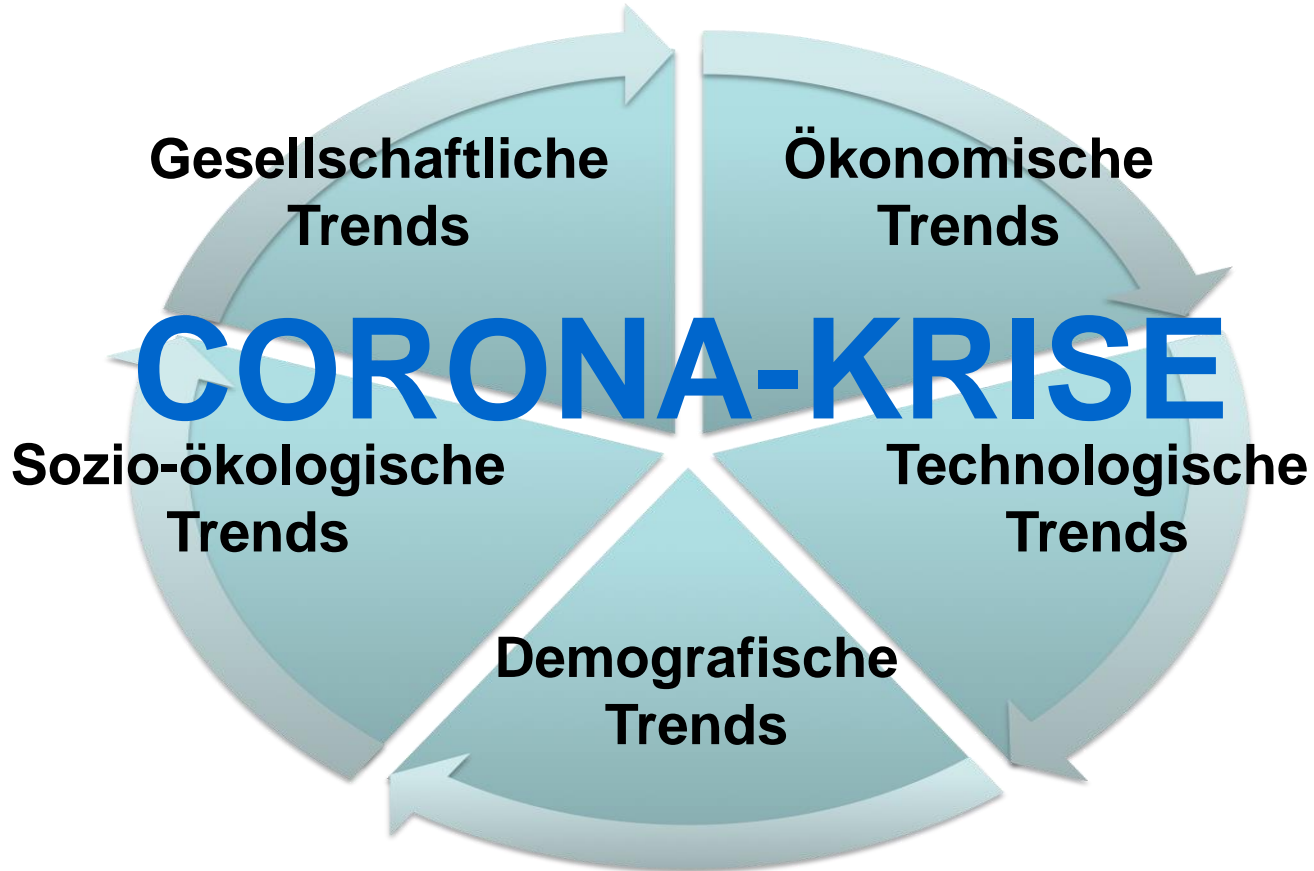 Gesellschaftliche
Trends
Ökonomische
Trends
CORONA-KRISE
Sozio-ökologische
Trends
Technologische
Trends
Demografische
Trends